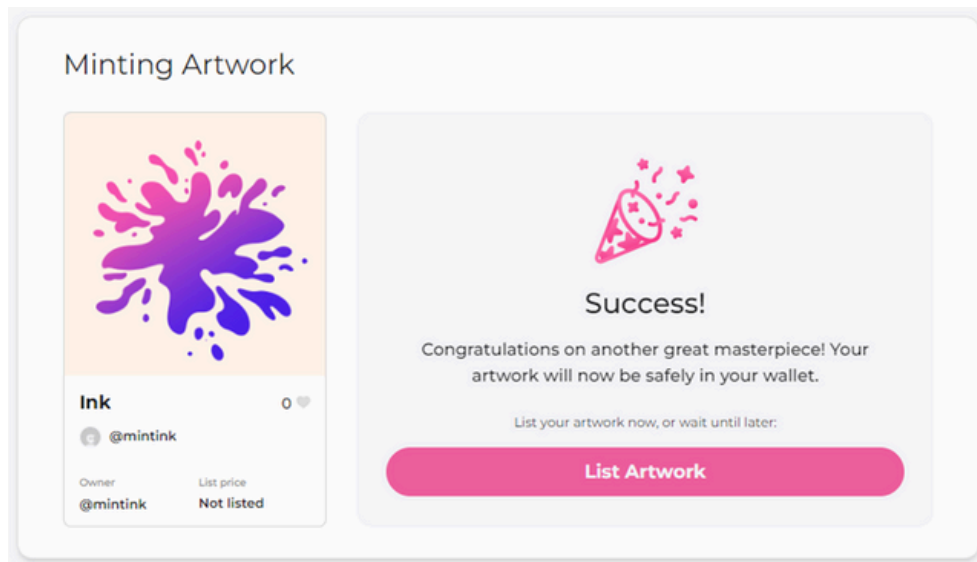 Minting Artwork
Ink
0
@mintink
Owner
List price
@mintink
Not listed
Success!
Congratulations on another great masterpiece! Your
artwork will now be safely in your wallet.
List your artwork now, or wait until later:
List Artwork